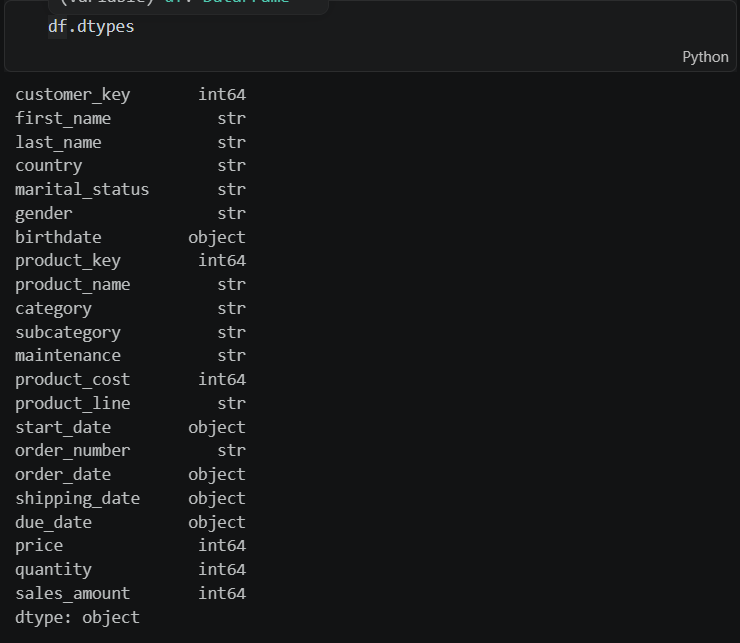 (variable) df: DataFrame
df.dtypes
Python
customer_key int64
first_name str
last_name str
country str
marital_status str
gender str
birthdate object
product_key int64
product_name str
category str
subcategory str
maintenance str
product_cost int64
product_line str
start_date object
order_number str
order_date object
shipping_date object
due_date object
price int64
quantity int64
sales_amount int64
dtype: object